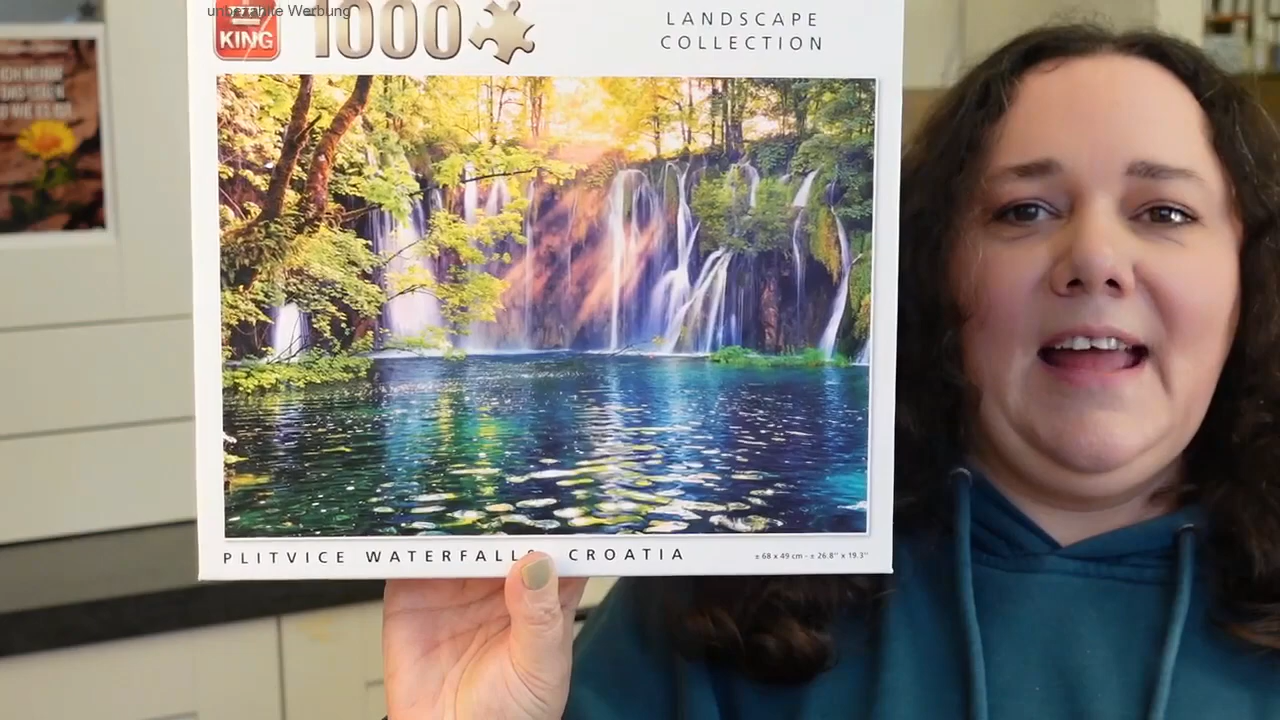 unbezahlte Werbung
KING
1000
LANDSCAPE
COLLECTION
PLITVICE WATERFALLS CROATIA
± 68 x 49 cm - ± 26.8" x 19.3"